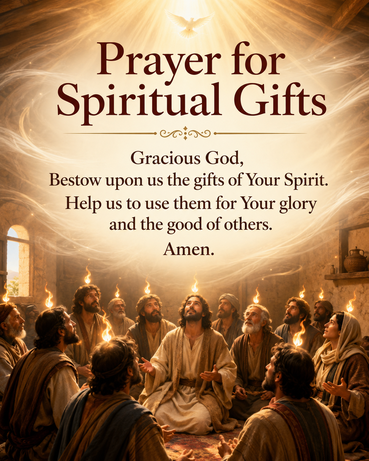 Prayer for
Spiritual Gifts
Gracious God,
Bestow upon us the gifts of Your Spirit.
Help us to use them for Your glory
and the good of others.
Amen.